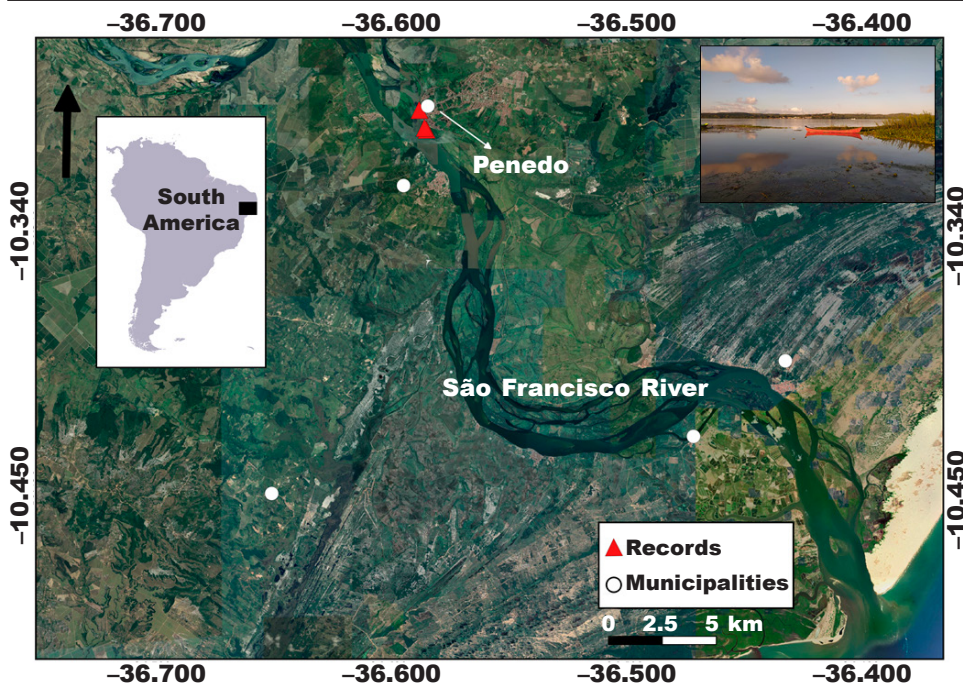 –36.700 –36.600 –36.500 –36.400
Penedo
South
America
–10.340 –10.340
São Francisco River
–10.450 –10.450
Records
Municipalities
0 2.5 5 km
–36.700 –36.600 –36.500 –36.400